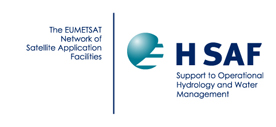 The EUMETSAT
Network of
Satellite Application
Facilities
H SAF
Support to Operational
Hydrology and Water
Management